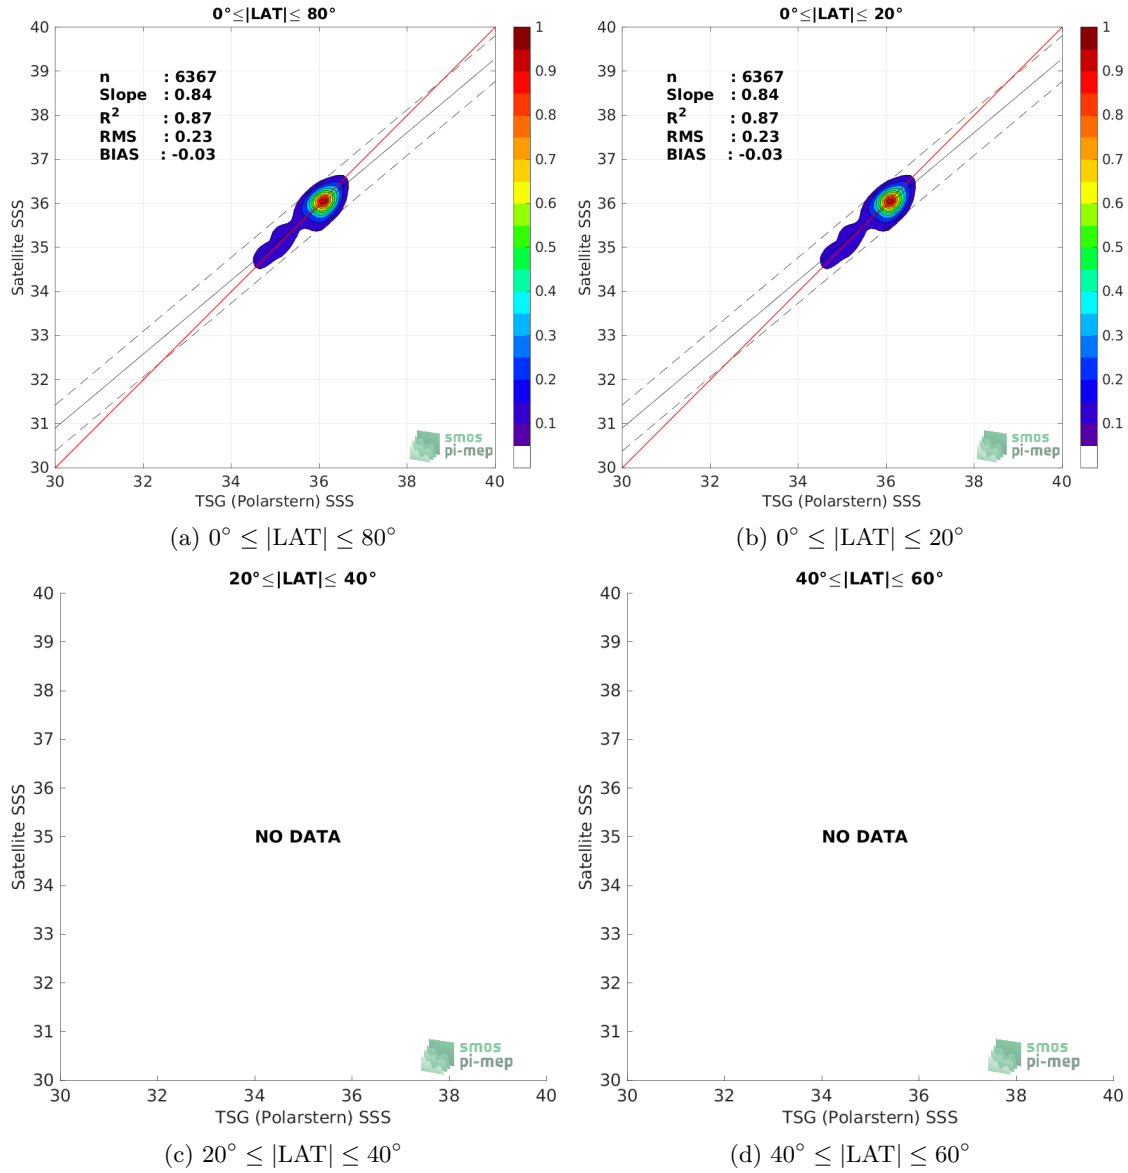 0°≤|LAT|≤ 80°
40
39
38
37
36
35
34
33
32
31
30
Satellite SSS
n : 6367
Slope : 0.84
R² : 0.87
RMS : 0.23
BIAS : -0.03
smos
pi-mep
30 32 34 36 38 40
TSG (Polarstern) SSS
1
0.9
0.8
0.7
0.6
0.5
0.4
0.3
0.2
0.1
(a) 0° ≤ |LAT| ≤ 80°
0°≤|LAT|≤ 20°
40
39
38
37
36
35
34
33
32
31
30
Satellite SSS
n : 6367
Slope : 0.84
R² : 0.87
RMS : 0.23
BIAS : -0.03
smos
pi-mep
30 32 34 36 38 40
TSG (Polarstern) SSS
1
0.9
0.8
0.7
0.6
0.5
0.4
0.3
0.2
0.1
(b) 0° ≤ |LAT| ≤ 20°
20°≤|LAT|≤ 40°
40
39
38
37
36
35
34
33
32
31
30
Satellite SSS
NO DATA
smos
pi-mep
30 32 34 36 38 40
TSG (Polarstern) SSS
(c) 20° ≤ |LAT| ≤ 40°
40°≤|LAT|≤ 60°
40
39
38
37
36
35
34
33
32
31
30
Satellite SSS
NO DATA
smos
pi-mep
30 32 34 36 38 40
TSG (Polarstern) SSS
(d) 40° ≤ |LAT| ≤ 60°